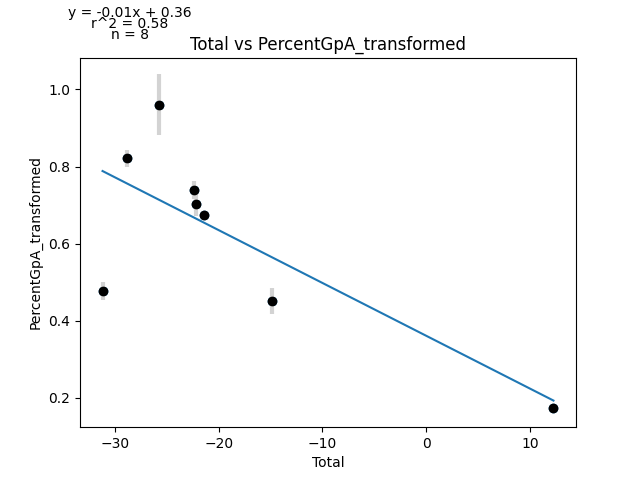 y = -0.01x + 0.36
r^2 = 0.58
n = 8
Total vs PercentGpA_transformed
PercentGpA_transformed
1.0
0.8
0.6
0.4
0.2
−30 −20 −10 0 10
Total